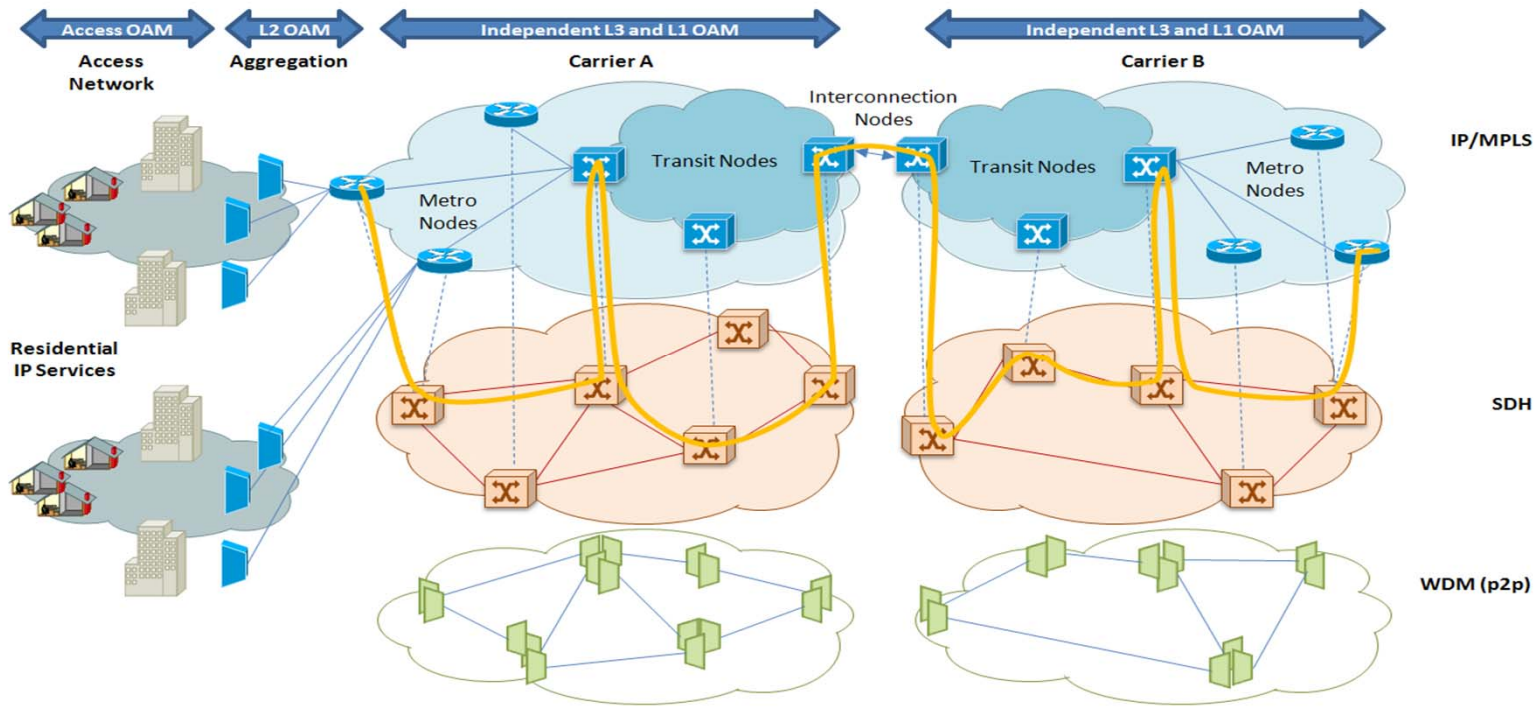 Access OAM
L2 OAM
Independent L3 and L1 OAM
Independent L3 and L1 OAM
Access
Network
Aggregation
Carrier A
Carrier B
Interconnection
Nodes
IP/MPLS
Transit Nodes
Transit Nodes
Metro
Nodes
Metro
Nodes
Residential
IP Services
SDH
WDM (p2p)